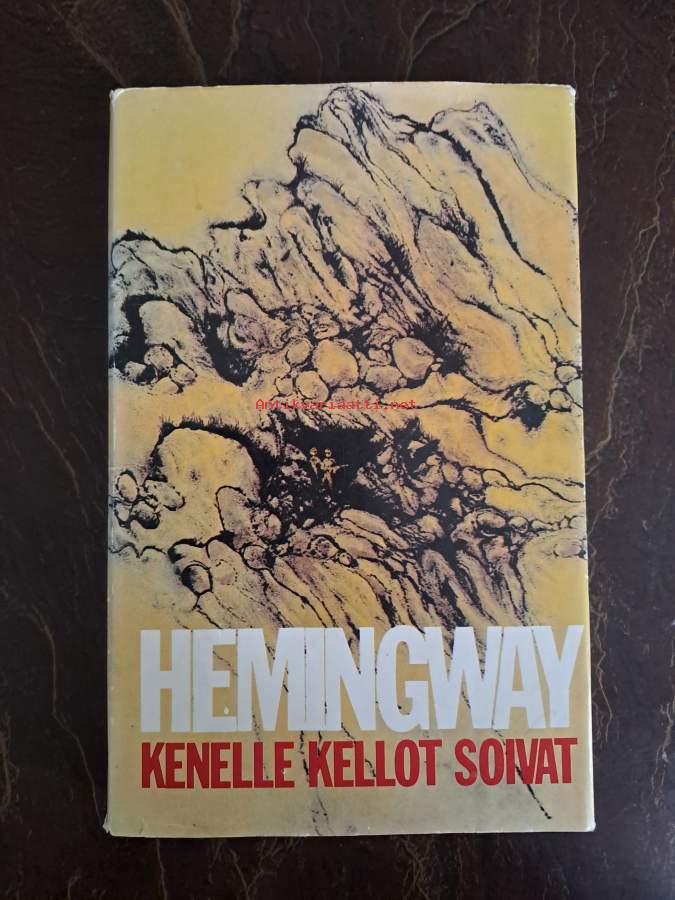 Antikvariaatti.net
HEMINGWAY
KENELLE KELLOT SOIVAT